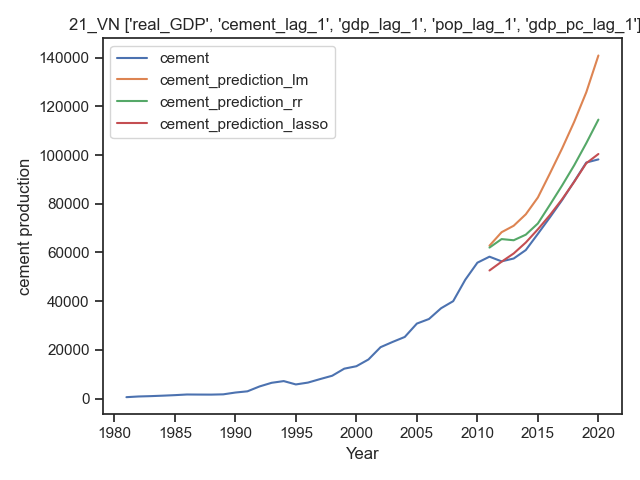 21_VN ['real_GDP', 'cement_lag_1', 'gdp_lag_1', 'pop_lag_1', 'gdp_pc_lag_1']
cement
cement_prediction_lm
cement_prediction_rr
cement_prediction_lasso
140000
120000
100000
80000
60000
40000
20000
0
cement production
1980 1985 1990 1995 2000 2005 2010 2015 2020
Year